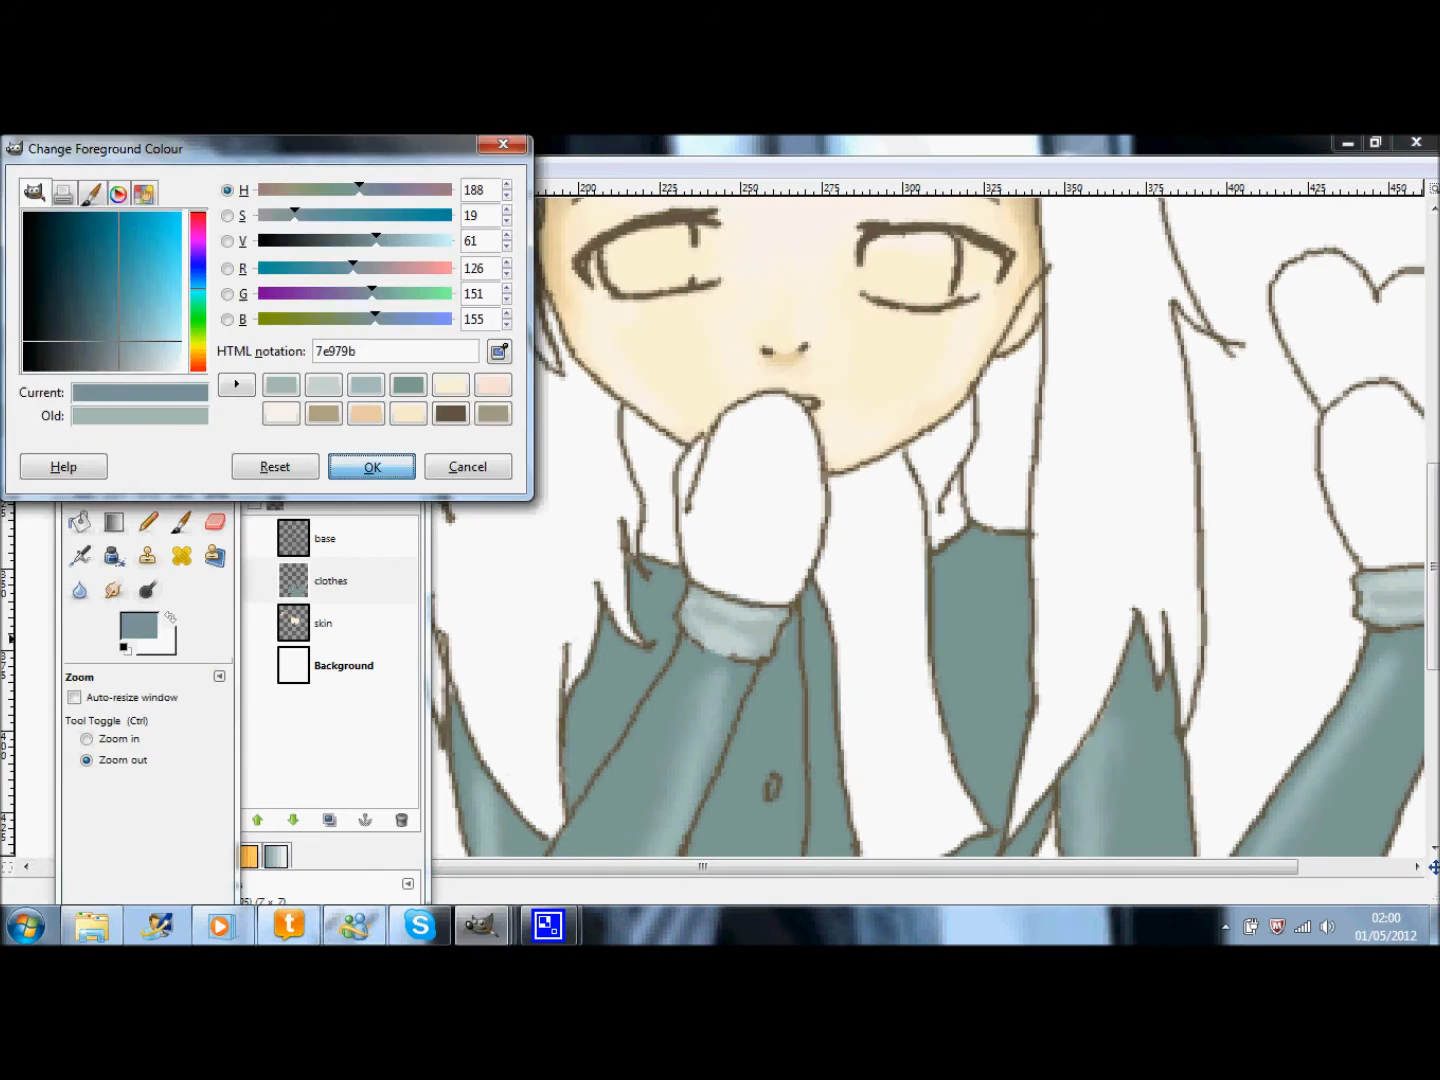 Change Foreground Colour
H 188
S 19
V 61
R 126
G 151
B 155
HTML notation: 7e979b
Current:
Old:
Help Reset OK Cancel
200 225 250 275 300 325 350 375 400 425 450
base
clothes
skin
Background
Zoom
Auto-resize window
Tool Toggle (Ctrl)
Zoom in
Zoom out
02:00
01/05/2012